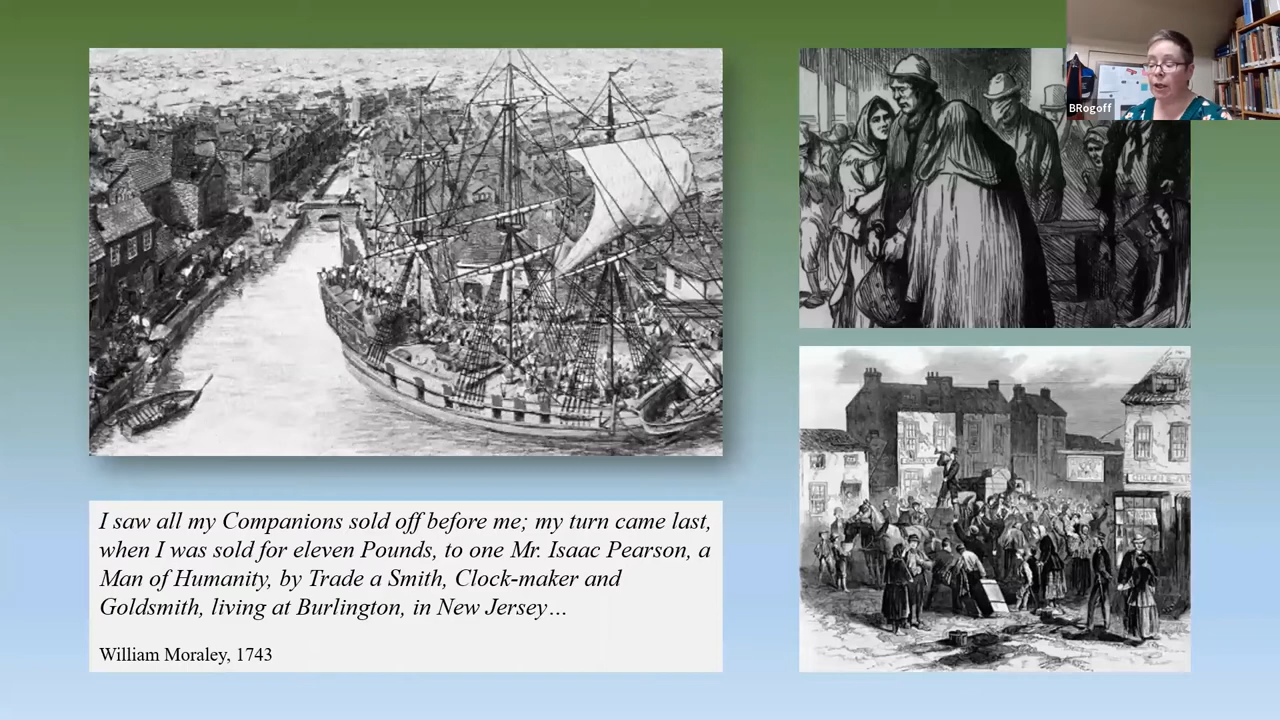 BRogoff
I saw all my Companions sold off before me; my turn came last,
when I was sold for eleven Pounds, to one Mr. Isaac Pearson, a
Man of Humanity, by Trade a Smith, Clock-maker and
Goldsmith, living at Burlington, in New Jersey…
William Moraley, 1743